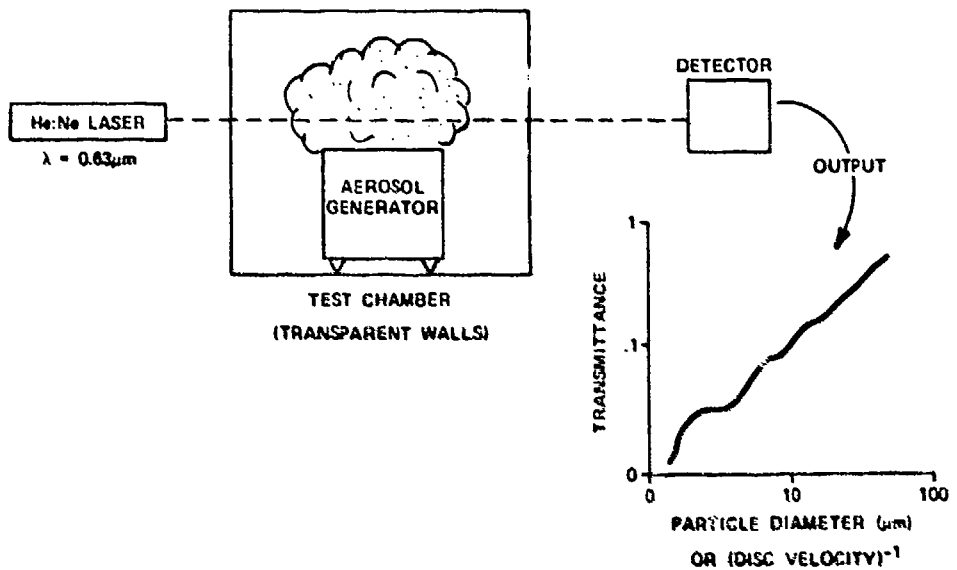 He:Ne LASER
λ = 0.63μm
AEROSOL
GENERATOR
TEST CHAMBER
(TRANSPARENT WALLS)
DETECTOR
OUTPUT
TRANSMITTANCE
1
.1
0
0 10 100
PARTICLE DIAMETER (μm)
OR (DISC VELOCITY)⁻¹